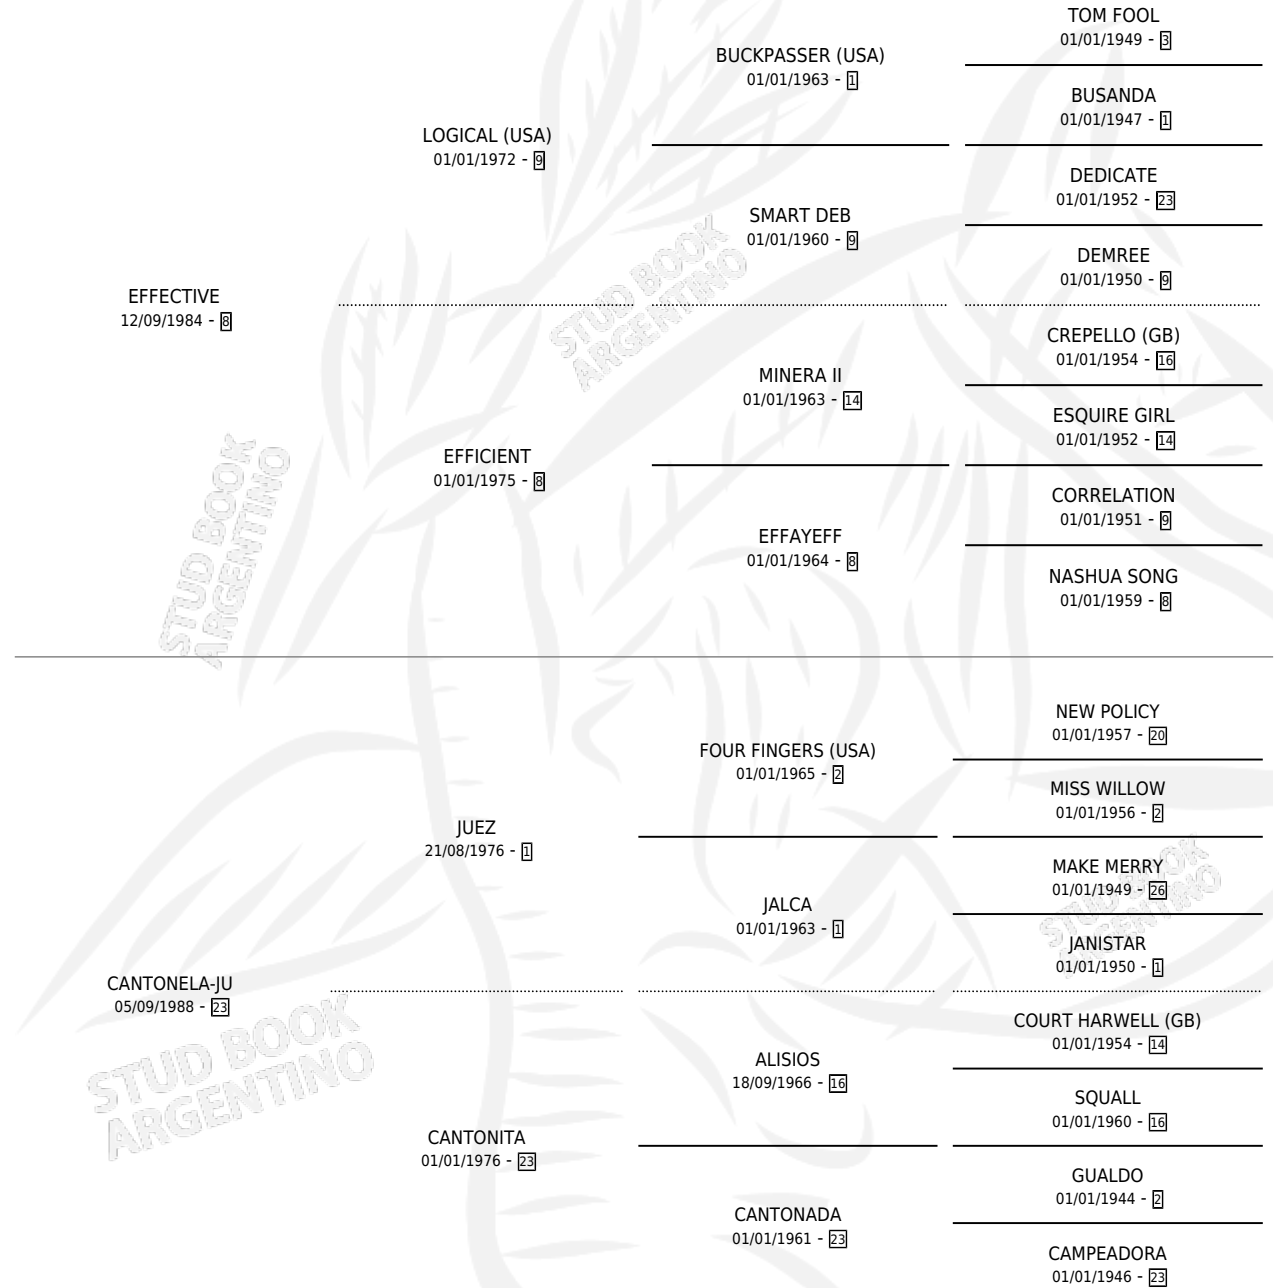 TOM FOOL
01/01/1949 - 3
BUCKPASSER (USA)
01/01/1963 - 1
BUSANDA
01/01/1947 - 1
LOGICAL (USA)
01/01/1972 - 9
DEDICATE
01/01/1952 - 23
SMART DEB
01/01/1960 - 9
DEMREE
01/01/1950 - 9
EFFECTIVE
12/09/1984 - 8
STUD BOOK
ARGENTINO
CREPELLO (GB)
01/01/1954 - 16
MINERA II
01/01/1963 - 14
ESQUIRE GIRL
01/01/1952 - 14
EFFICIENT
01/01/1975 - 8
CORRELATION
01/01/1951 - 9
EFFAYEFF
01/01/1964 - 8
NASHUA SONG
01/01/1959 - 8
STUD BOOK
ARGENTINO
NEW POLICY
01/01/1957 - 20
FOUR FINGERS (USA)
01/01/1965 - 2
MISS WILLOW
01/01/1956 - 2
JUEZ
21/08/1976 - 1
MAKE MERRY
01/01/1949 - 26
JALCA
01/01/1963 - 1
JANISTAR
01/01/1950 - 1
STUD BOOK
ARGENTINO
CANTONELA-JU
05/09/1988 - 23
STUD BOOK
ARGENTINO
COURT HARWELL (GB)
01/01/1954 - 14
ALISIOS
18/09/1966 - 16
SQUALL
01/01/1960 - 16
CANTONITA
01/01/1976 - 23
GUALDO
01/01/1944 - 2
CANTONADA
01/01/1961 - 23
CAMPEADORA
01/01/1946 - 23